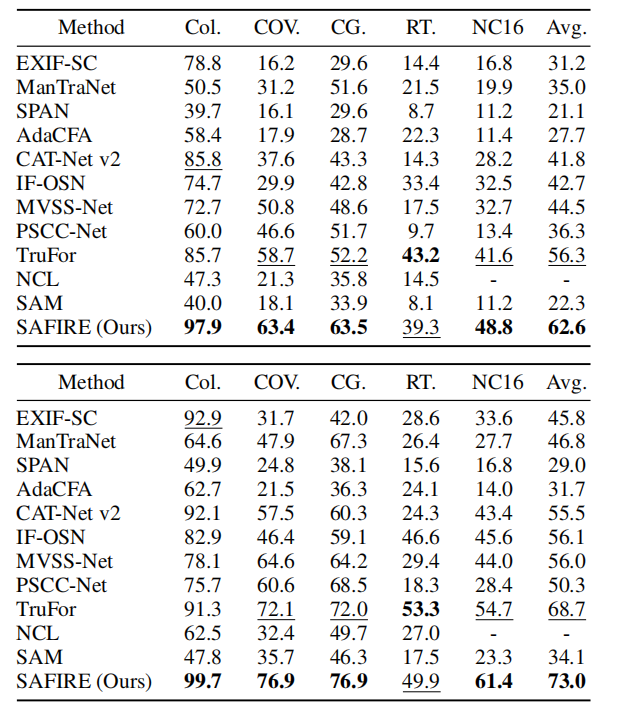 Method Col. COV. CG. RT. NC16 Avg.
EXIF-SC 78.8 16.2 29.6 14.4 16.8 31.2
ManTraNet 50.5 31.2 51.6 21.5 19.9 35.0
SPAN 39.7 16.1 29.6 8.7 11.2 21.1
AdaCFA 58.4 17.9 28.7 22.3 11.4 27.7
CAT-Net v2 85.8 37.6 43.3 14.3 28.2 41.8
IF-OSN 74.7 29.9 42.8 33.4 32.5 42.7
MVSS-Net 72.7 50.8 48.6 17.5 32.7 44.5
PSCC-Net 60.0 46.6 51.7 9.7 13.4 36.3
TruFor 85.7 58.7 52.2 43.2 41.6 56.3
NCL 47.3 21.3 35.8 14.5 - -
SAM 40.0 18.1 33.9 8.1 11.2 22.3
SAFIRE (Ours) 97.9 63.4 63.5 39.3 48.8 62.6
Method Col. COV. CG. RT. NC16 Avg.
EXIF-SC 92.9 31.7 42.0 28.6 33.6 45.8
ManTraNet 64.6 47.9 67.3 26.4 27.7 46.8
SPAN 49.9 24.8 38.1 15.6 16.8 29.0
AdaCFA 62.7 21.5 36.3 24.1 14.0 31.7
CAT-Net v2 92.1 57.5 60.3 24.3 43.4 55.5
IF-OSN 82.9 46.4 59.1 46.6 45.6 56.1
MVSS-Net 78.1 64.6 64.2 29.4 44.0 56.0
PSCC-Net 75.7 60.6 68.5 18.3 28.4 50.3
TruFor 91.3 72.1 72.0 53.3 54.7 68.7
NCL 62.5 32.4 49.7 27.0 - -
SAM 47.8 35.7 46.3 17.5 23.3 34.1
SAFIRE (Ours) 99.7 76.9 76.9 49.9 61.4 73.0